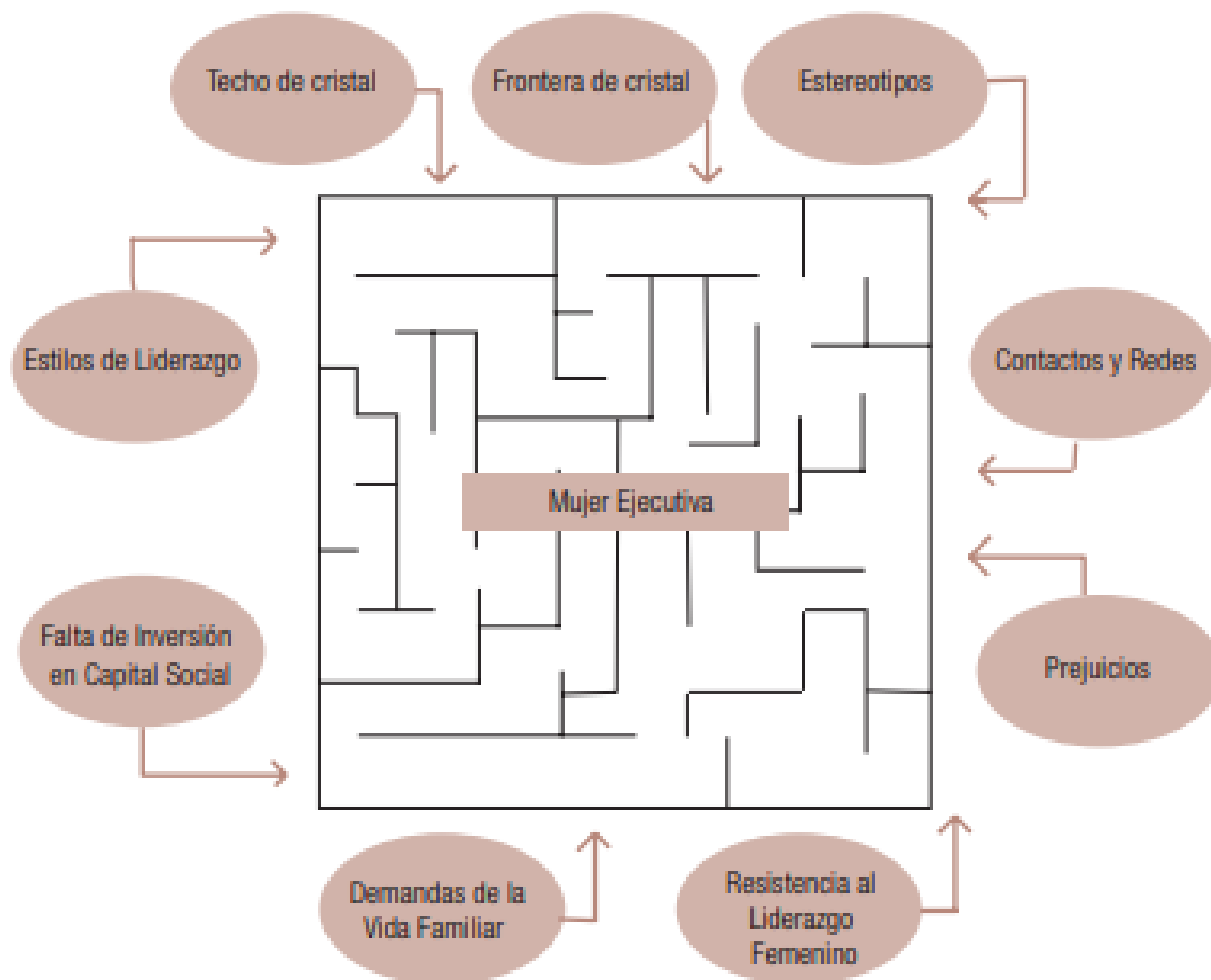 Techo de cristal
Frontera de cristal
Estereotipos
Estilos de Liderazgo
Contactos y Redes
Mujer Ejecutiva
Falta de Inversión
en Capital Social
Prejuicios
Demandas de la
Vida Familiar
Resistencia al
Liderazgo
Femenino